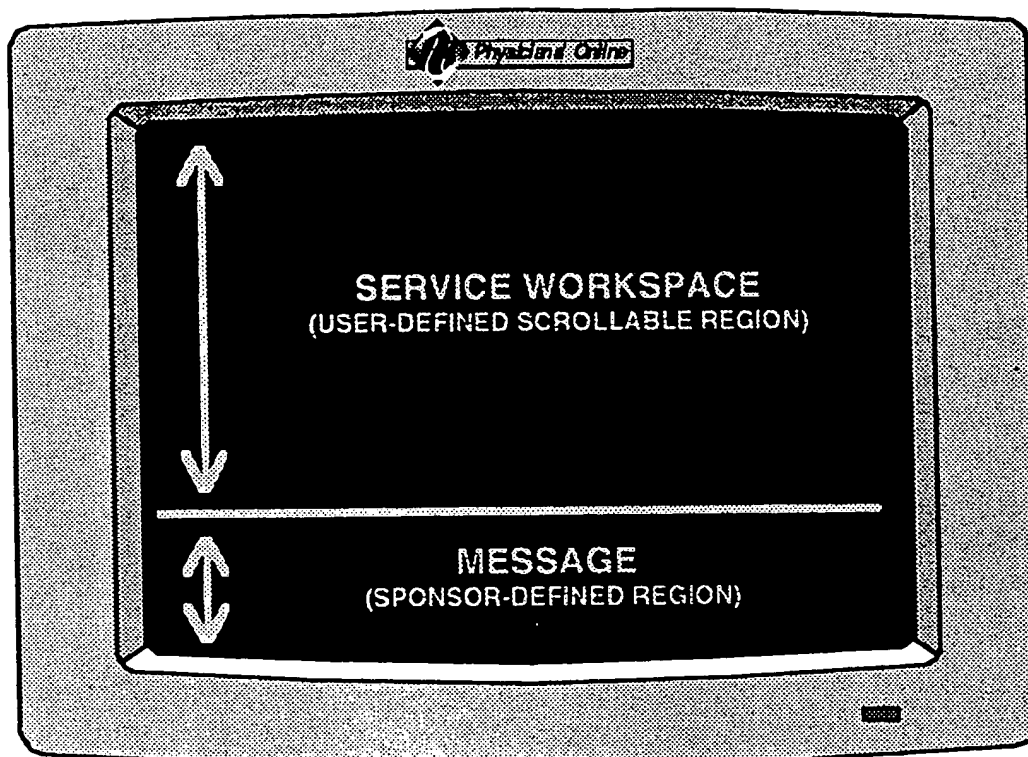 Physicians' Online
SERVICE WORKSPACE
(USER-DEFINED SCROLLABLE REGION)
MESSAGE
(SPONSOR-DEFINED REGION)